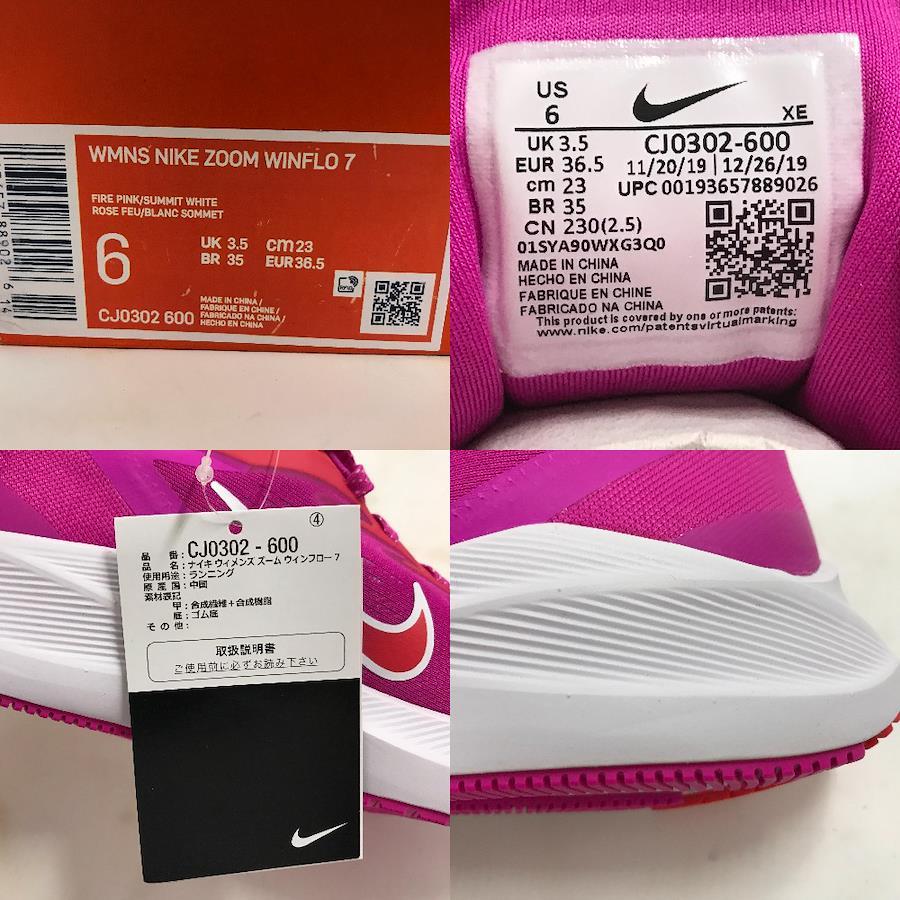 WMNS NIKE ZOOM WINFLO 7
FIRE PINK/SUMMIT WHITE
ROSE FEU/BLANC SOMMET
6
UK 3.5 cm 23
BR 35 EUR 36.5
CJ0302 600
MADE IN CHINA /
FABRIQUE EN CHINE /
FABRICADO NA CHINA /
HECHO EN CHINA
US
6
XE
UK 3.5
CJ0302-600
EUR 36.5
11/20/19 | 12/26/19
cm 23
UPC 00193657889026
BR 35
CN 230(2.5)
01SYA90WXG3Q0
MADE IN CHINA
HECHO EN CHINA
FABRIQUE EN CHINE
FABRICADO NA CHINA
This product is covered by one or more patents:
www.nike.com/patentsvirtualmarking
④
品 番 : CJ0302 - 600
品 名 : ナイキ ウィメンズ ズーム ウインフロー 7
使用用途 : ランニング
原 産 国 : 中国
素材表記
甲 : 合成繊維+合成樹脂
底 : ゴム底
そ の 他 :
取扱説明書
ご使用前に必ずお読み下さい